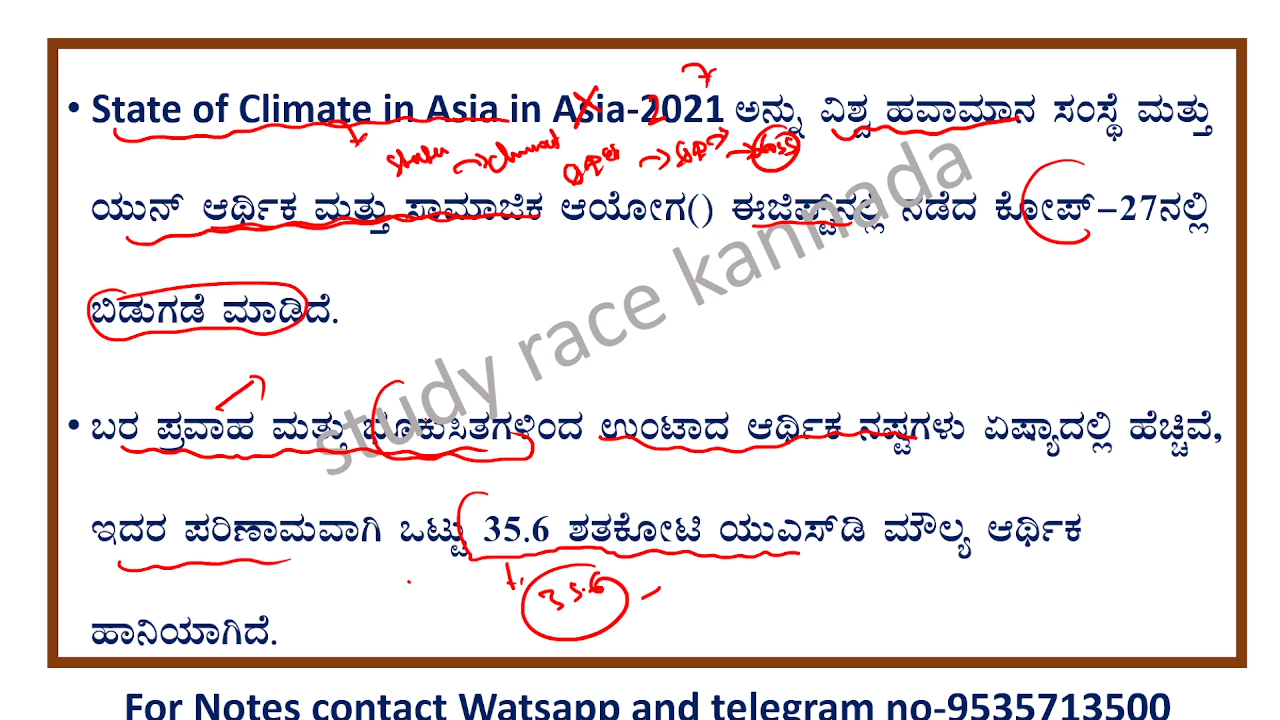 • State of Climate in Asia in Asia-2021 ಅನ್ನು ವಿಶ್ವ ಹವಾಮಾನ ಸಂಸ್ಥೆ ಮತ್ತು
ಯುನ್ ಆರ್ಥಿಕ ಮತ್ತು ಸಾಮಾಜಿಕ ಆಯೋಗ() ಈಜಿಪ್ಟ್‌ನಲ್ಲಿ ನಡೆದ ಕೋಪ್-27ನಲ್ಲಿ
ಬಿಡುಗಡೆ ಮಾಡಿದೆ.
study race kannada
• ಬರ ಪ್ರವಾಹ ಮತ್ತು ಭೂಕುಸಿತಗಳಿಂದ ಉಂಟಾದ ಆರ್ಥಿಕ ನಷ್ಟಗಳು ಏಷ್ಯಾದಲ್ಲಿ ಹೆಚ್ಚಿವೆ,
ಇದರ ಪರಿಣಾಮವಾಗಿ ಒಟ್ಟು 35.6 ಶತಕೋಟಿ ಯುಎಸ್‌ಡಿ ಮೌಲ್ಯ ಆರ್ಥಿಕ
35.6
ಹಾನಿಯಾಗಿದೆ.
For Notes contact Watsapp and telegram no-9535713500